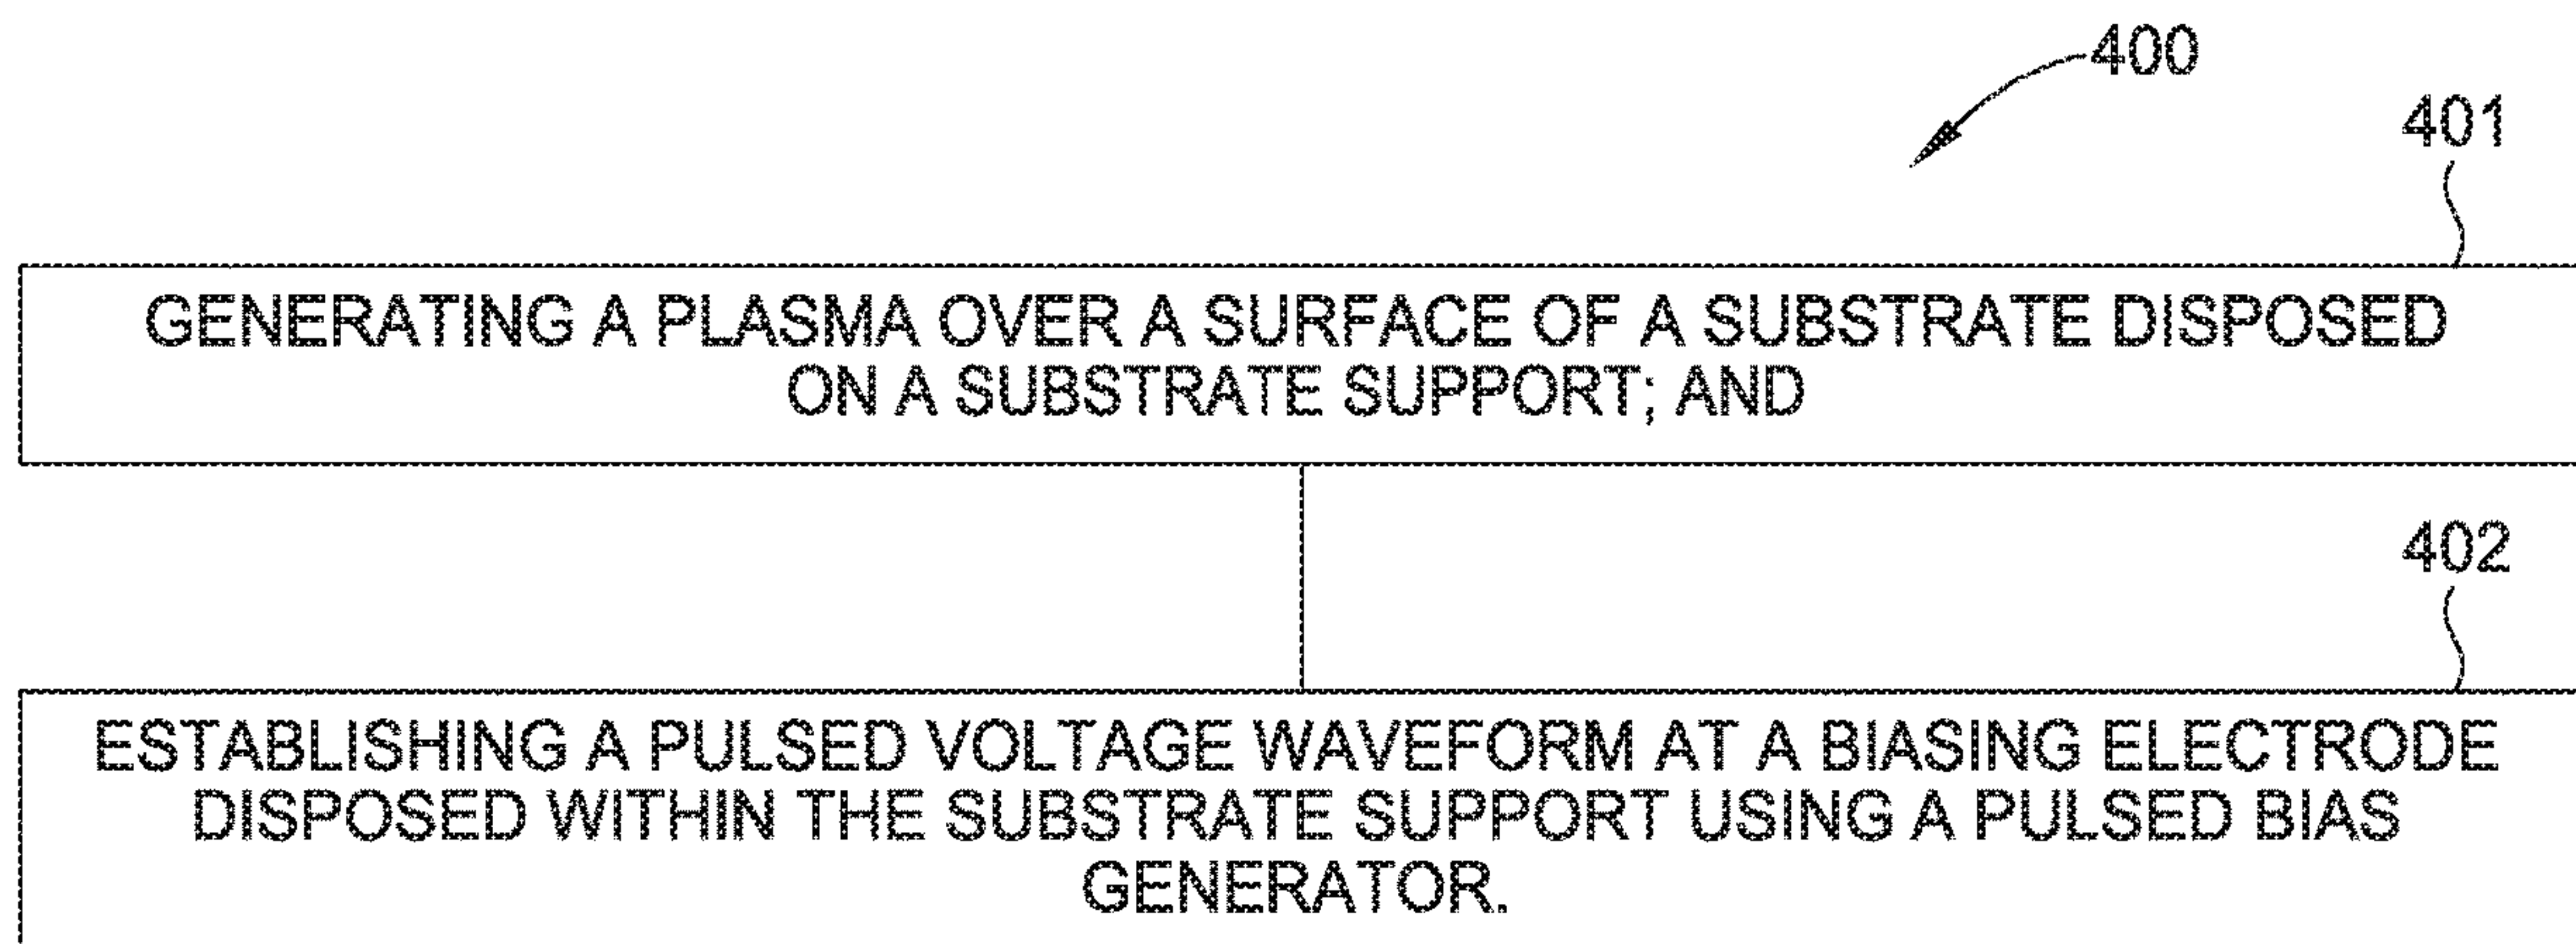 400
401
GENERATING A PLASMA OVER A SURFACE OF A SUBSTRATE DISPOSED
ON A SUBSTRATE SUPPORT; AND
402
ESTABLISHING A PULSED VOLTAGE WAVEFORM AT A BIASING ELECTRODE
DISPOSED WITHIN THE SUBSTRATE SUPPORT USING A PULSED BIAS
GENERATOR.